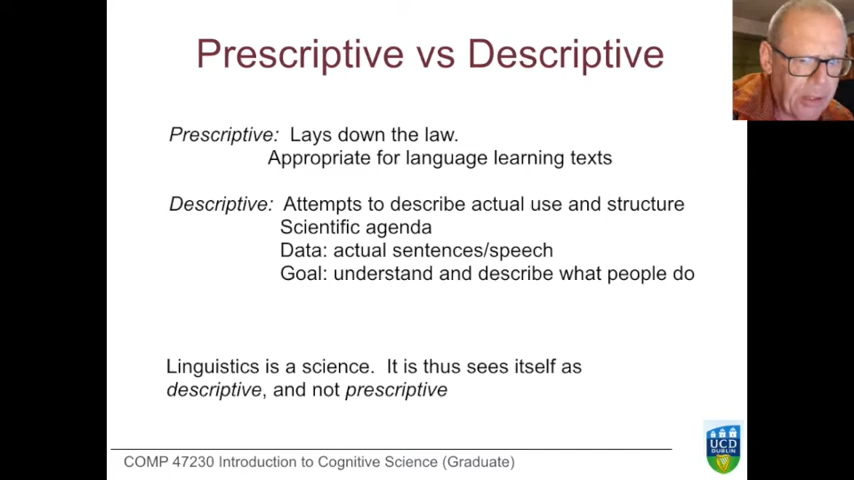 Prescriptive vs Descriptive
Prescriptive: Lays down the law.
Appropriate for language learning texts
Descriptive: Attempts to describe actual use and structure
Scientific agenda
Data: actual sentences/speech
Goal: understand and describe what people do
Linguistics is a science. It is thus sees itself as
descriptive, and not prescriptive
COMP 47230 Introduction to Cognitive Science (Graduate)
UCD
DUBLIN